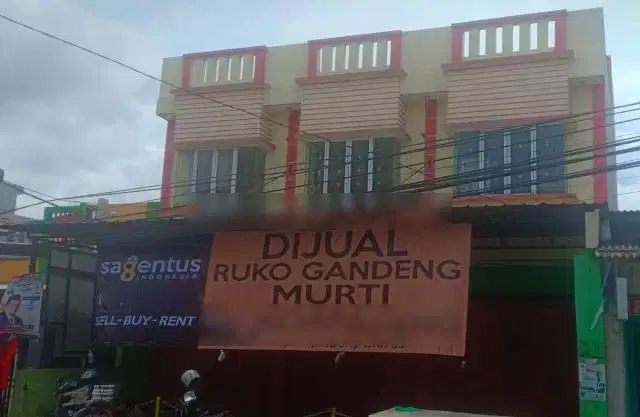 sa8entus
INDONESIA
SELL - BUY - RENT
DIJUAL
RUKO GANDENG
MURTI